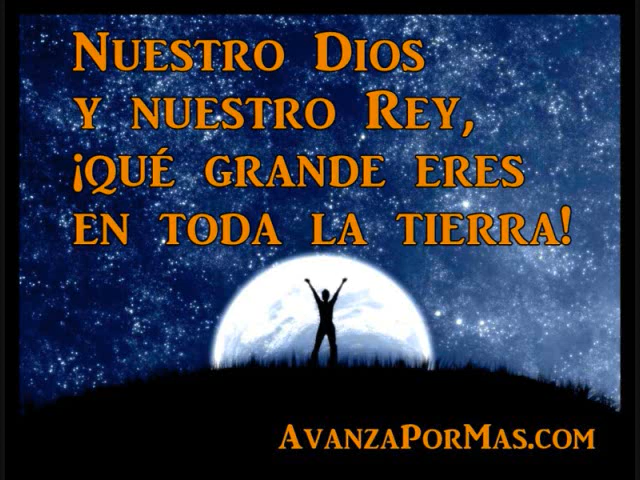 Nuestro Dios
y nuestro Rey,
¡qué grande eres
en toda la tierra!
AvanzaPorMas.com